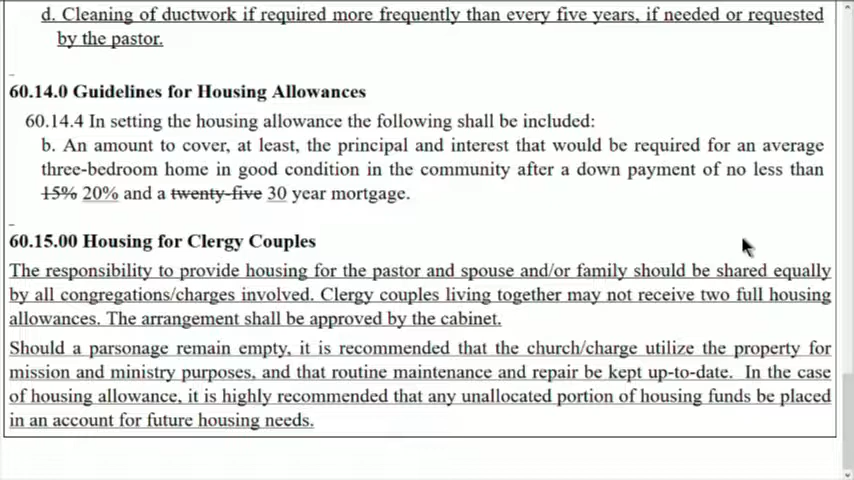 d. Cleaning of ductwork if required more frequently than every five years, if needed or requested
by the pastor.
60.14.0 Guidelines for Housing Allowances
60.14.4 In setting the housing allowance the following shall be included:
b. An amount to cover, at least, the principal and interest that would be required for an average
three-bedroom home in good condition in the community after a down payment of no less than
15% 20% and a twenty-five 30 year mortgage.
60.15.00 Housing for Clergy Couples
The responsibility to provide housing for the pastor and spouse and/or family should be shared equally
by all congregations/charges involved. Clergy couples living together may not receive two full housing
allowances. The arrangement shall be approved by the cabinet.
Should a parsonage remain empty, it is recommended that the church/charge utilize the property for
mission and ministry purposes, and that routine maintenance and repair be kept up-to-date. In the case
of housing allowance, it is highly recommended that any unallocated portion of housing funds be placed
in an account for future housing needs.